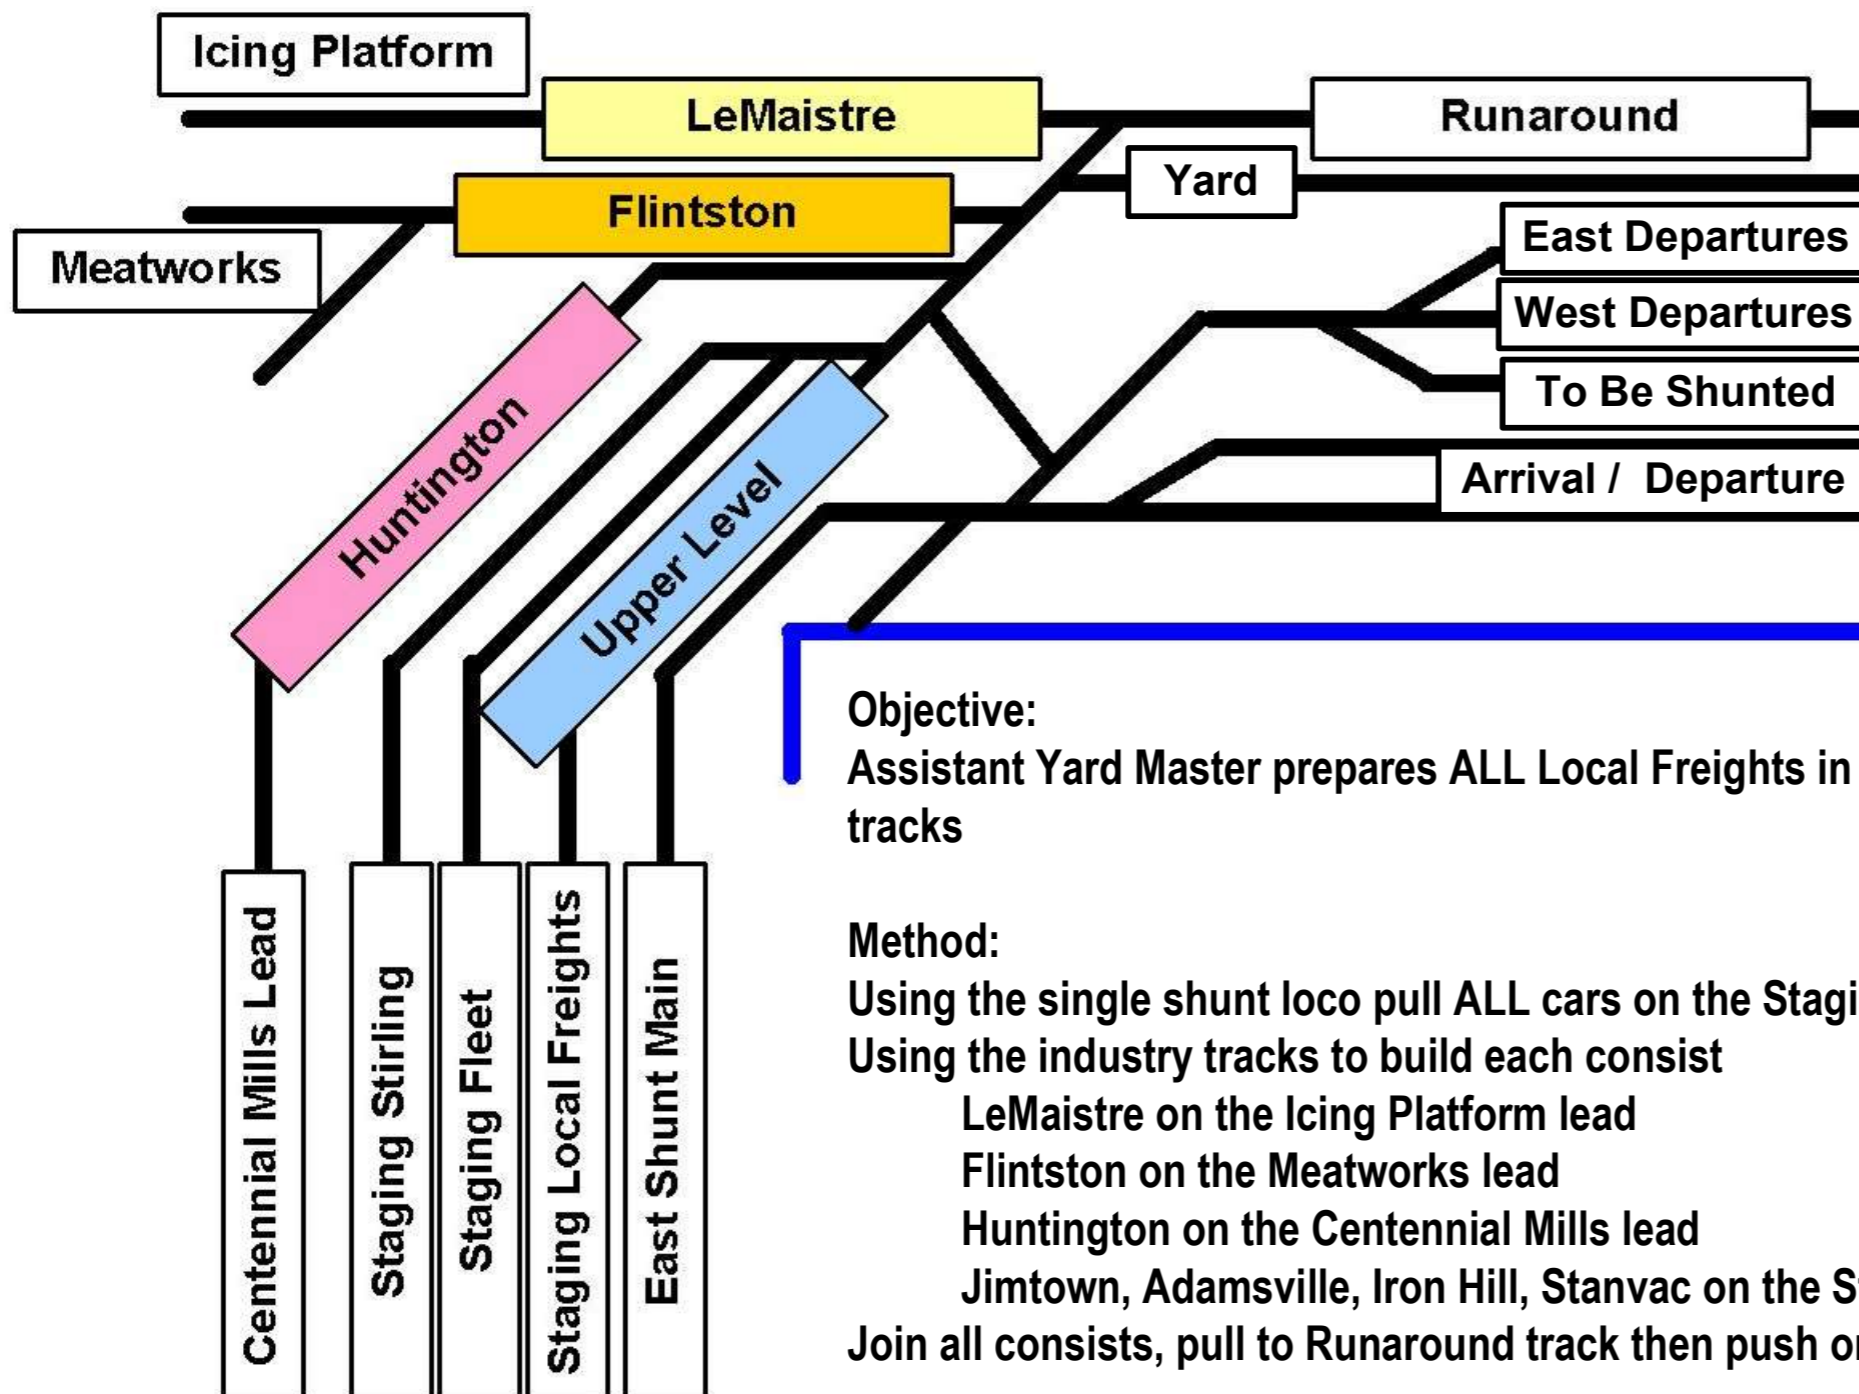 Icing Platform
LeMaistre
Runaround
Yard
Flintston
Meatworks
East Departures
West Departures
To Be Shunted
Arrival / Departure
Huntington
Upper Level
Centennial Mills Lead
Staging Stirling
Staging Fleet
Staging Local Freights
East Shunt Main
Objective:
Assistant Yard Master prepares ALL Local Freights in
tracks
Method:
Using the single shunt loco pull ALL cars on the Stagi
Using the industry tracks to build each consist
LeMaistre on the Icing Platform lead
Flintston on the Meatworks lead
Huntington on the Centennial Mills lead
Jimtown, Adamsville, Iron Hill, Stanvac on the S
Join all consists, pull to Runaround track then push